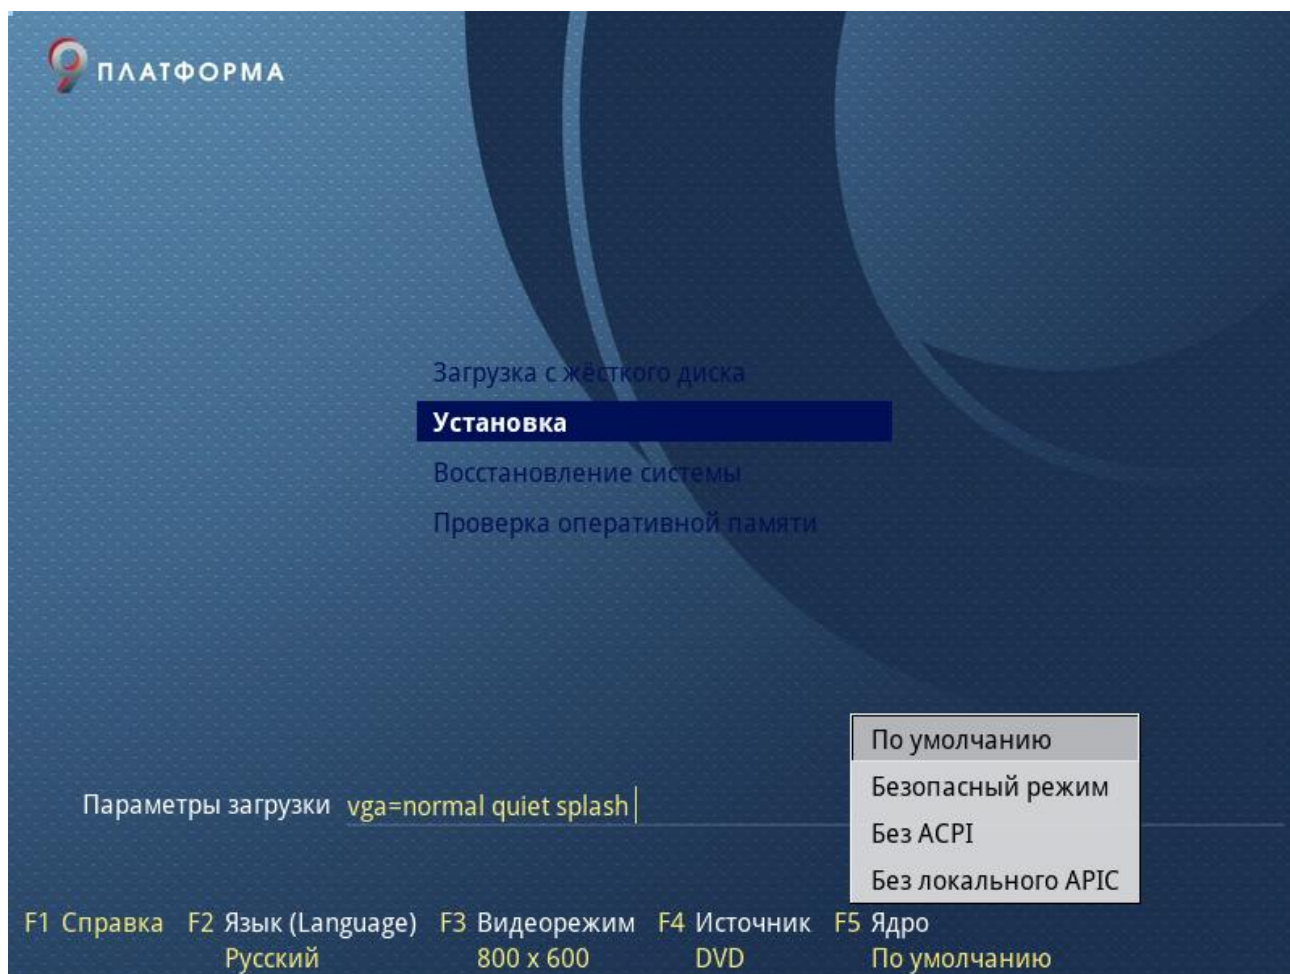 9 ПЛАТФОРМА
Загрузка с жёсткого диска
Установка
Восстановление системы
Проверка оперативной памяти
По умолчанию
Безопасный режим
Без ACPI
Без локального APIC
Параметры загрузки vga=normal quiet splash
F1 Справка F2 Язык (Language) F3 Видеорежим F4 Источник F5 Ядро
Русский 800 x 600 DVD По умолчанию